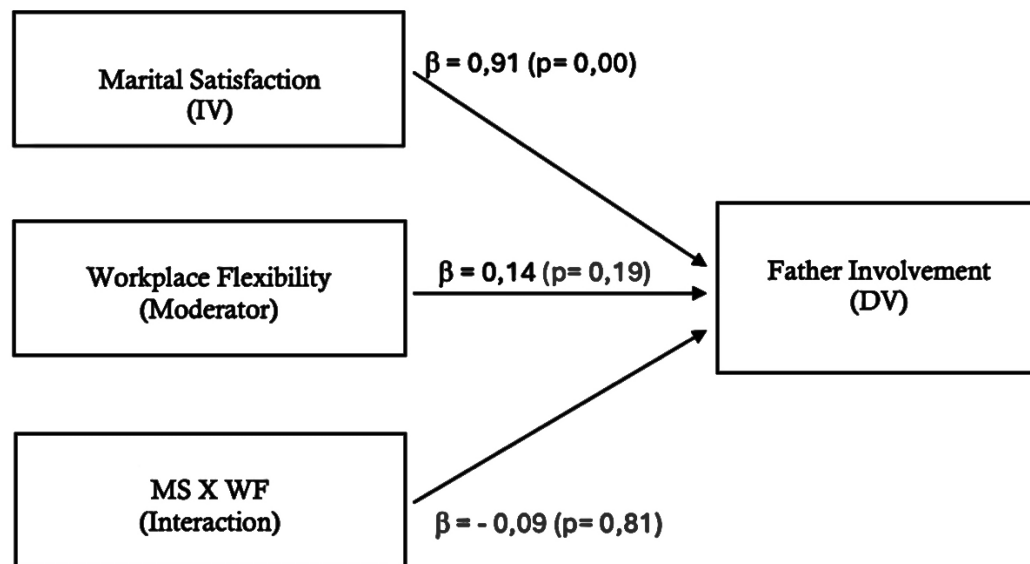 Marital Satisfaction
(IV)
β = 0,91 (p= 0,00)
Workplace Flexibility
(Moderator)
β = 0,14 (p= 0,19)
Father Involvement
(DV)
MS X WF
(Interaction)
β = - 0,09 (p= 0,81)